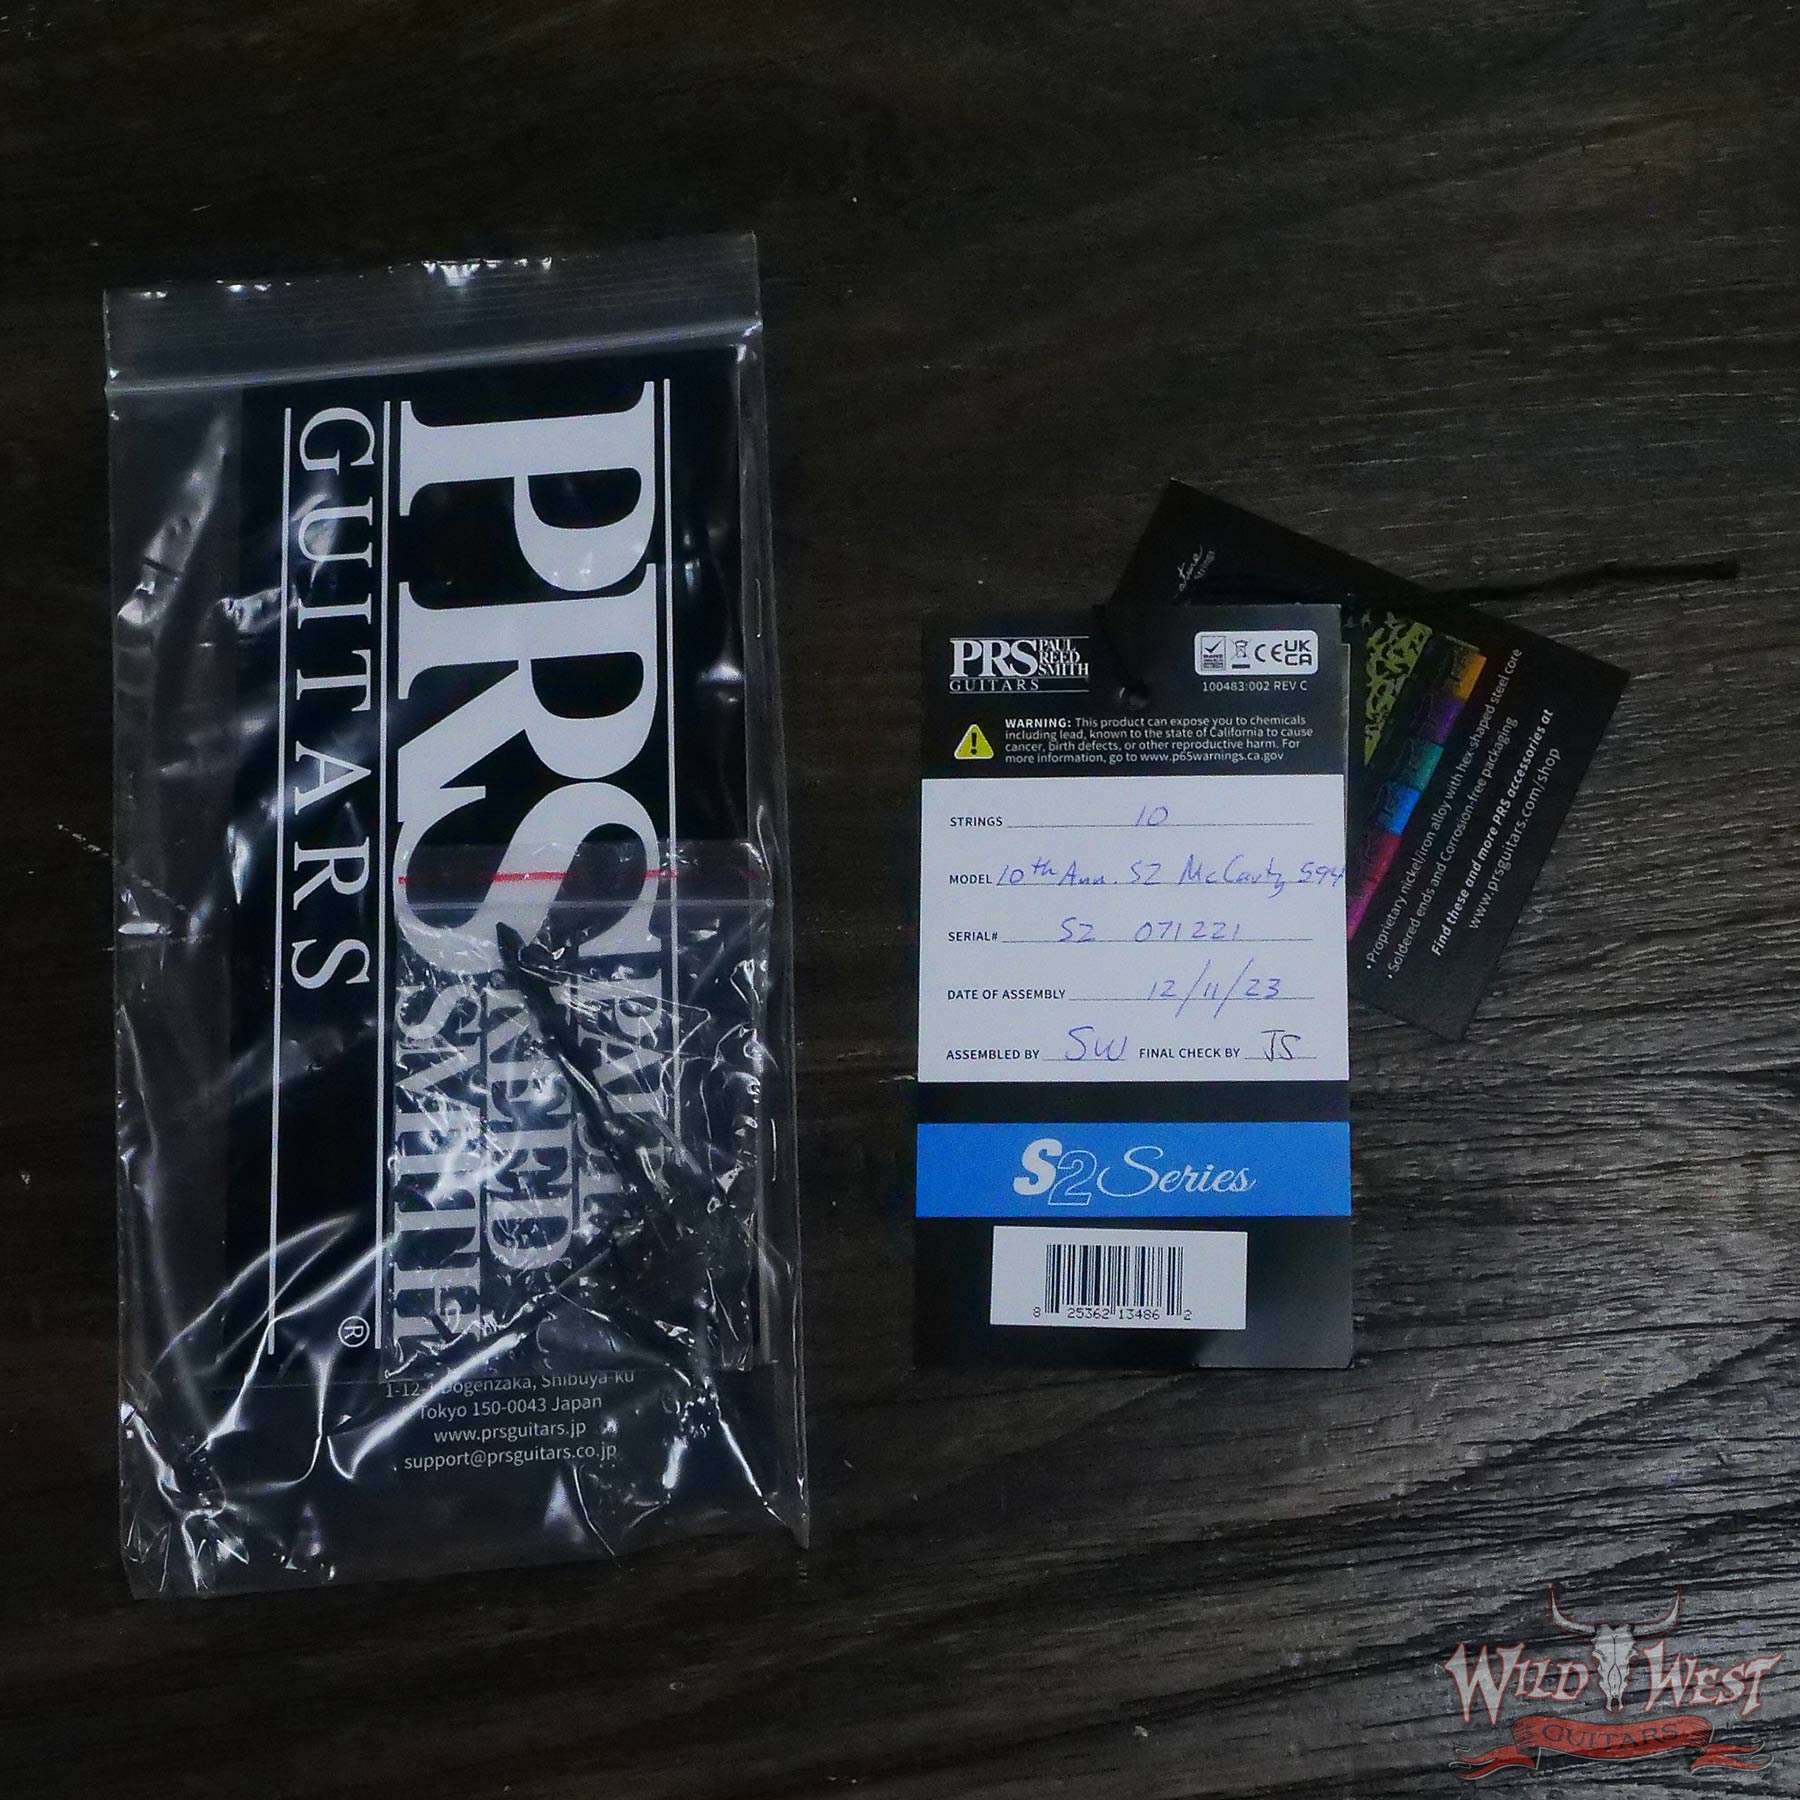 PRS PAUL REED SMITH
GUITARS ®
Dogenzaka, Shibuya-ku
Tokyo 150-0043 Japan
www.prsguitars.jp
support@prsguitars.co.jp
PRS PAUL REED SMITH
GUITARS
CE UK CA
100483:002 REV C
WARNING: This product can expose you to chemicals
including lead, known to the state of California to cause
cancer, birth defects, or other reproductive harm. For
more information, go to www.p65warnings.ca.gov
STRINGS 10
MODEL 10th Ann. S2 McCarty 594
SERIAL# S2 071221
DATE OF ASSEMBLY 12/11/23
ASSEMBLED BY SW FINAL CHECK BY JS
S2 Series
8 25362 13486 2
• Proprietary nickel/iron alloy with hex-shaped steel core
• Soldered ends and Corrosion-free packaging
Find these and more PRS accessories at
www.prsguitars.com/shop
WILD WEST
GUITARS